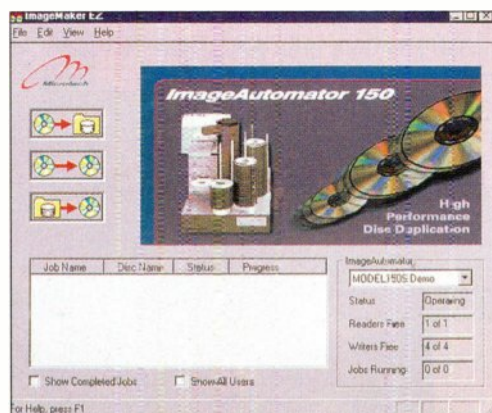 ImageMaker EZ
File Edit View Help
Microtech
ImageAutomator 150
High
Performance
Disc Duplication
Job Name Disc Name Status Progress
ImageAutomator
MODEL150S Demo
Status Operating
Readers Free 1 of 1
Writers Free 4 of 4
Jobs Running 0 of 0
Show Completed Jobs Show All Users
For Help, press F1